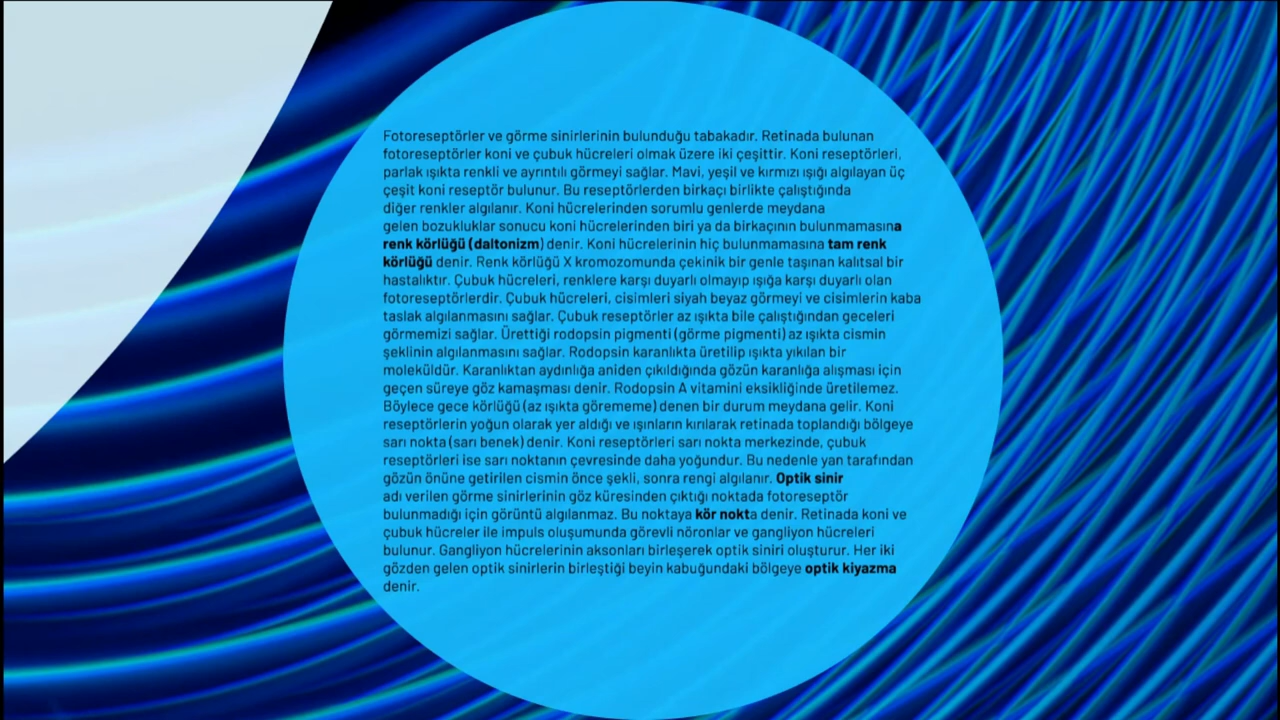 Fotoreseptörler ve görme sinirlerinin bulunduğu tabakadır. Retinada bulunan
fotoreseptörler koni ve çubuk hücreleri olmak üzere iki çeşittir. Koni reseptörleri,
parlak ışıkta renkli ve ayrıntılı görmeyi sağlar. Mavi, yeşil ve kırmızı ışığı algılayan üç
çeşit koni reseptör bulunur. Bu reseptörlerden birkaçı birlikte çalıştığında
diğer renkler algılanır. Koni hücrelerinden sorumlu genlerde meydana
gelen bozukluklar sonucu koni hücrelerinden biri ya da birkaçının bulunmamasına
renk körlüğü (daltonizm) denir. Koni hücrelerinin hiç bulunmamasına tam renk
körlüğü denir. Renk körlüğü X kromozomunda çekinik bir genle taşınan kalıtsal bir
hastalıktır. Çubuk hücreleri, renklere karşı duyarlı olmayıp ışığa karşı duyarlı olan
fotoreseptörlerdir. Çubuk hücreleri, cisimleri siyah beyaz görmeyi ve cisimlerin kaba
taslak algılanmasını sağlar. Çubuk reseptörler az ışıkta bile çalıştığından geceleri
görmemizi sağlar. Ürettiği rodopsin pigmenti (görme pigmenti) az ışıkta cismin
şeklinin algılanmasını sağlar. Rodopsin karanlıkta üretilip ışıkta yıkılan bir
moleküldür. Karanlıktan aydınlığa aniden çıkıldığında gözün karanlığa alışması için
geçen süreye göz kamaşması denir. Rodopsin A vitamini eksikliğinde üretilemez.
Böylece gece körlüğü (az ışıkta görememe) denen bir durum meydana gelir. Koni
reseptörlerin yoğun olarak yer aldığı ve ışınların kırılarak retinada toplandığı bölgeye
sarı nokta (sarı benek) denir. Koni reseptörleri sarı nokta merkezinde, çubuk
reseptörleri ise sarı noktanın çevresinde daha yoğundur. Bu nedenle yan tarafından
gözün önüne getirilen cismin önce şekli, sonra rengi algılanır. Optik sinir
adı verilen görme sinirlerinin göz küresinden çıktığı noktada fotoreseptör
bulunmadığı için görüntü algılanmaz. Bu noktaya kör nokta denir. Retinada koni ve
çubuk hücreler ile impuls oluşumunda görevli nöronlar ve gangliyon hücreleri
bulunur. Gangliyon hücrelerinin aksonları birleşerek optik siniri oluşturur. Her iki
gözden gelen optik sinirlerin birleştiği beyin kabuğundaki bölgeye optik kiyazma
denir.